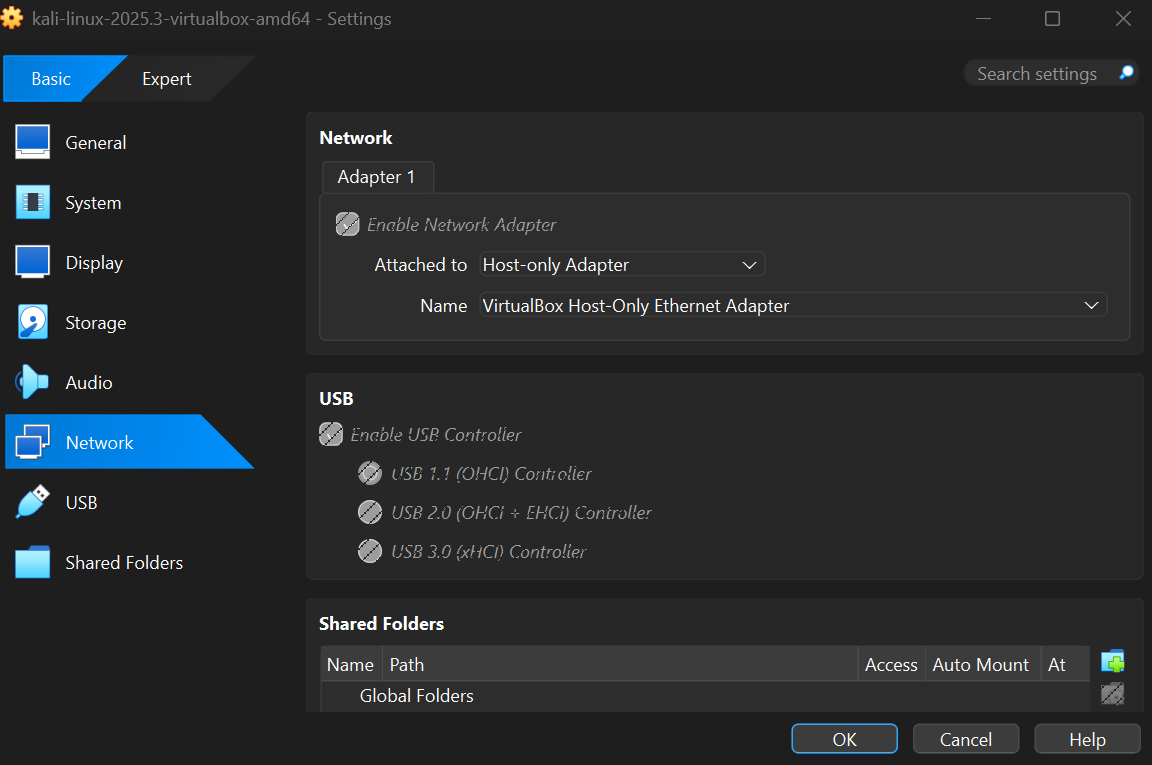 kali-linux-2025.3-virtualbox-amd64 - Settings
Basic
Expert
Search settings
General
System
Display
Storage
Audio
Network
USB
Shared Folders
Network
Adapter 1
Enable Network Adapter
Attached to Host-only Adapter
Name VirtualBox Host-Only Ethernet Adapter
USB
Enable USB Controller
USB 1.1 (OHCI) Controller
USB 2.0 (OHCI + EHCI) Controller
USB 3.0 (xHCI) Controller
Shared Folders
Name Path Access Auto Mount At
Global Folders
OK Cancel Help